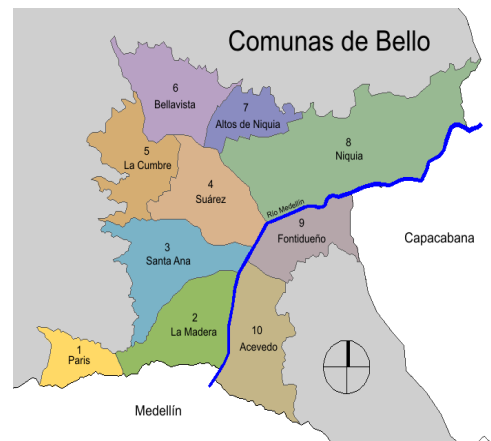 Comunas de Bello
6
Bellavista
7
Altos de Niquia
8
Niquia
5
La Cumbre
4
Suárez
Río Medellín
9
Fontidueño
Capacabana
3
Santa Ana
2
La Madera
10
Acevedo
1
Paris
Medellín